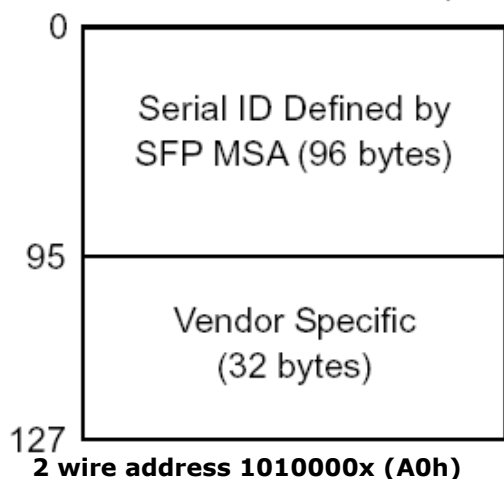 0
Serial ID Defined by
SFP MSA (96 bytes)
95
Vendor Specific
(32 bytes)
127
2 wire address 1010000x (A0h)